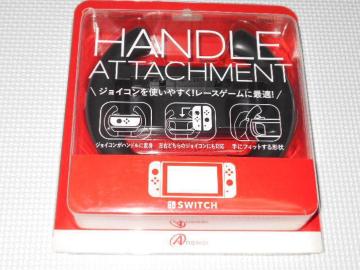 HANDLE
ATTACHMENT
ジョイコンを使いやすく!レースゲームに最適!
ジョイコンがハンドルに変身
左右どちらのジョイコンにも対応
手にフィットする形状
SWITCH
Answer